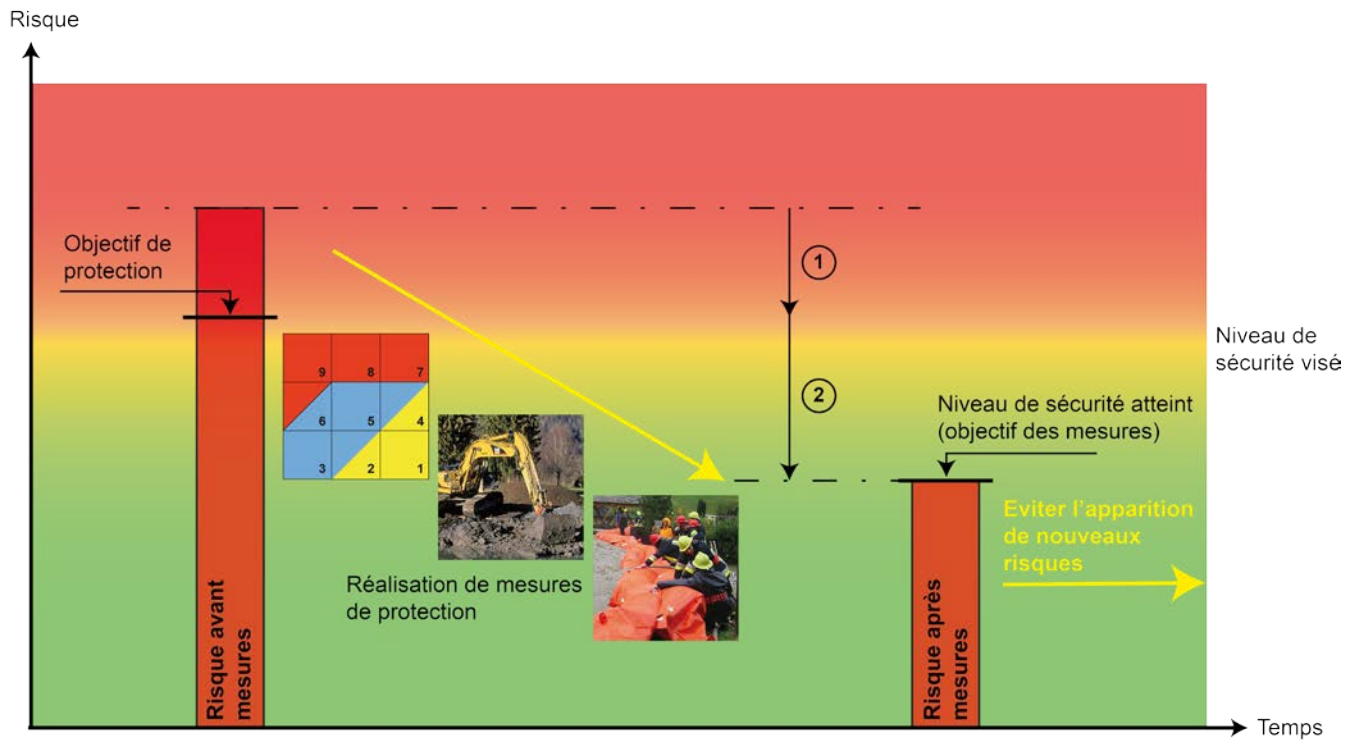 Risque
Objectif de
protection
1
Niveau de
sécurité visé
9 8 7
6 5 4
3 2 1
2
Niveau de sécurité atteint
(objectif des mesures)
Eviter l'apparition
de nouveaux
risques
Réalisation de mesures
de protection
Risque avant
mesures
Risque après
mesures
Temps